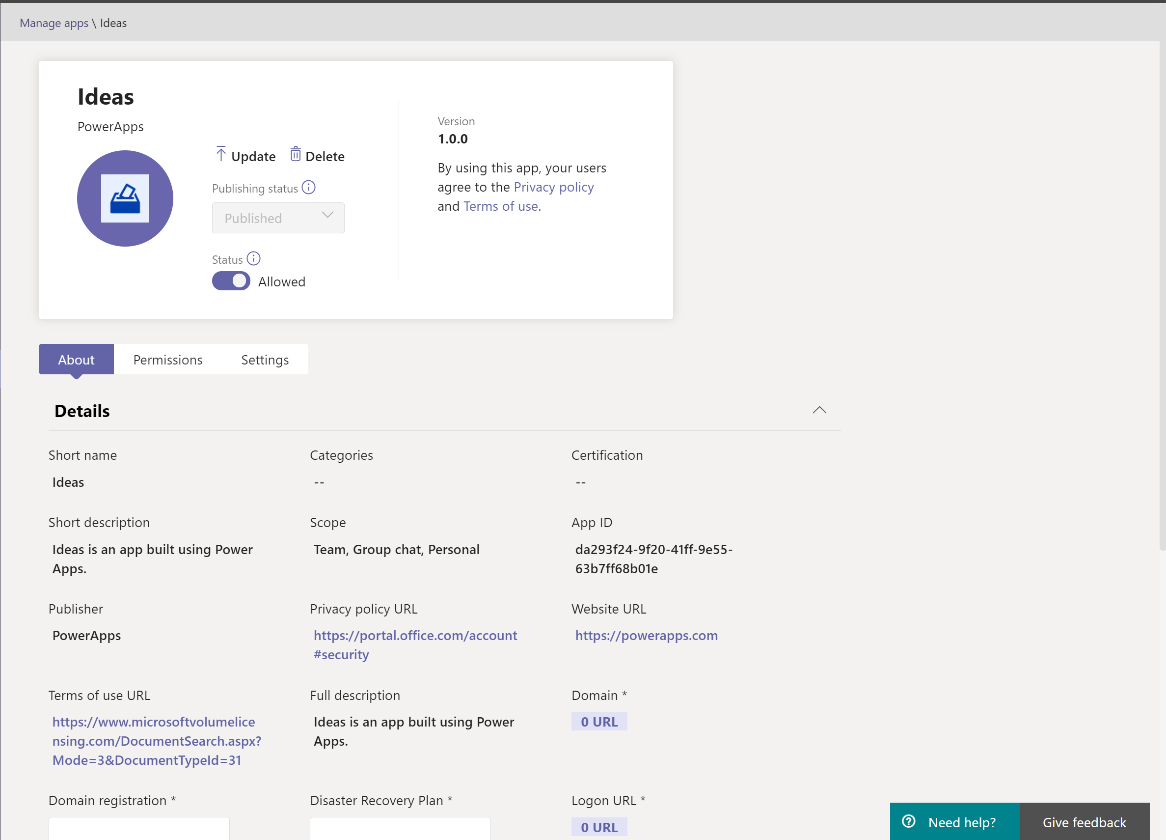 Manage apps \ Ideas
Ideas
PowerApps
Update Delete
Publishing status
Published
Status
Allowed
Version
1.0.0
By using this app, your users
agree to the Privacy policy
and Terms of use.
About Permissions Settings
Details
Short name Categories Certification
Ideas -- --
Short description Scope App ID
Ideas is an app built using Power Team, Group chat, Personal da293f24-9f20-41ff-9e55-
Apps. 63b7ff68b01e
Publisher Privacy policy URL Website URL
PowerApps https://portal.office.com/account https://powerapps.com
#security
Terms of use URL Full description Domain *
https://www.microsoftvolumelice Ideas is an app built using Power 0 URL
nsing.com/DocumentSearch.aspx? Apps.
Mode=3&DocumentTypeId=31
Domain registration * Disaster Recovery Plan * Logon URL *
0 URL
Need help? Give feedback